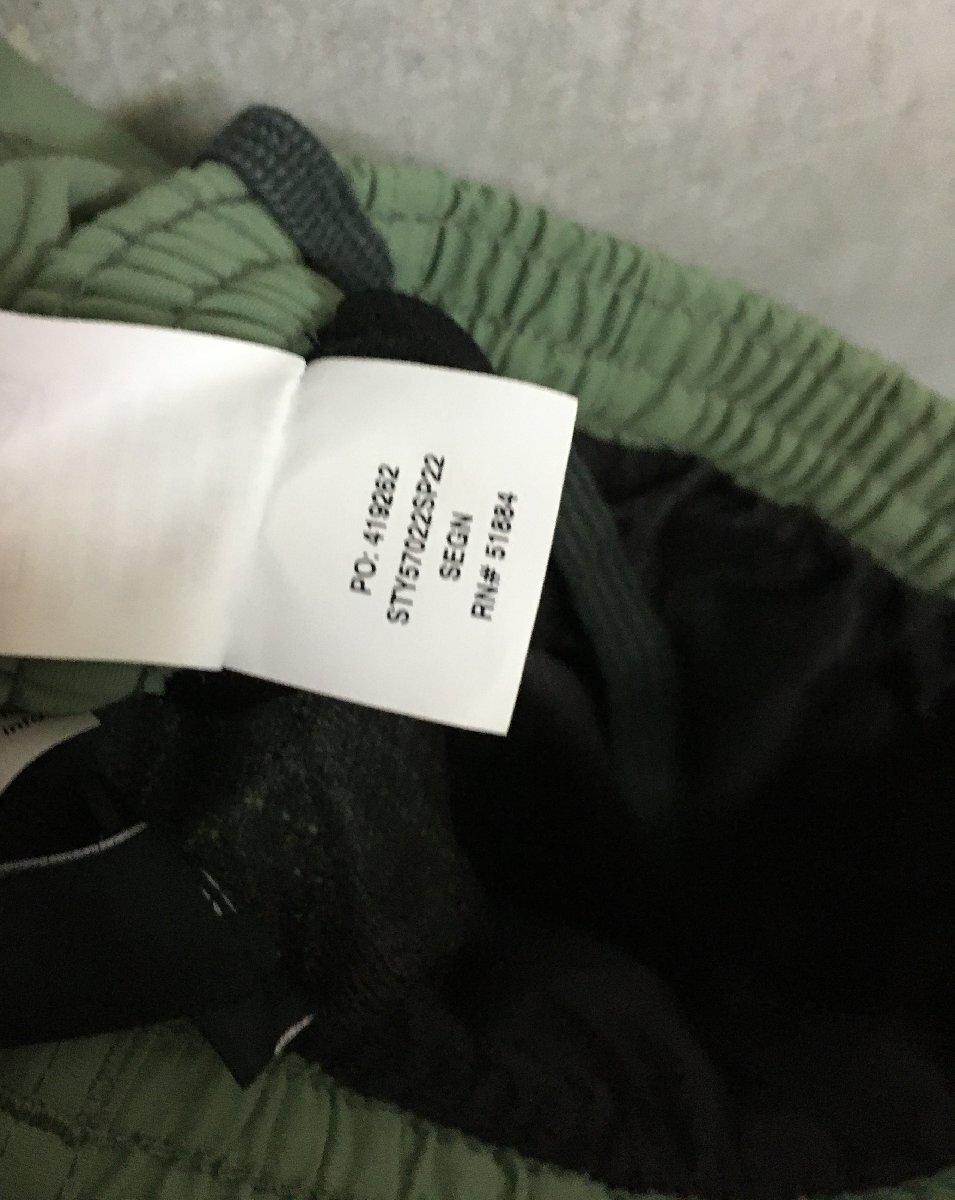 PO: 419262
STY57022SP22
SEGN
RN# 51884